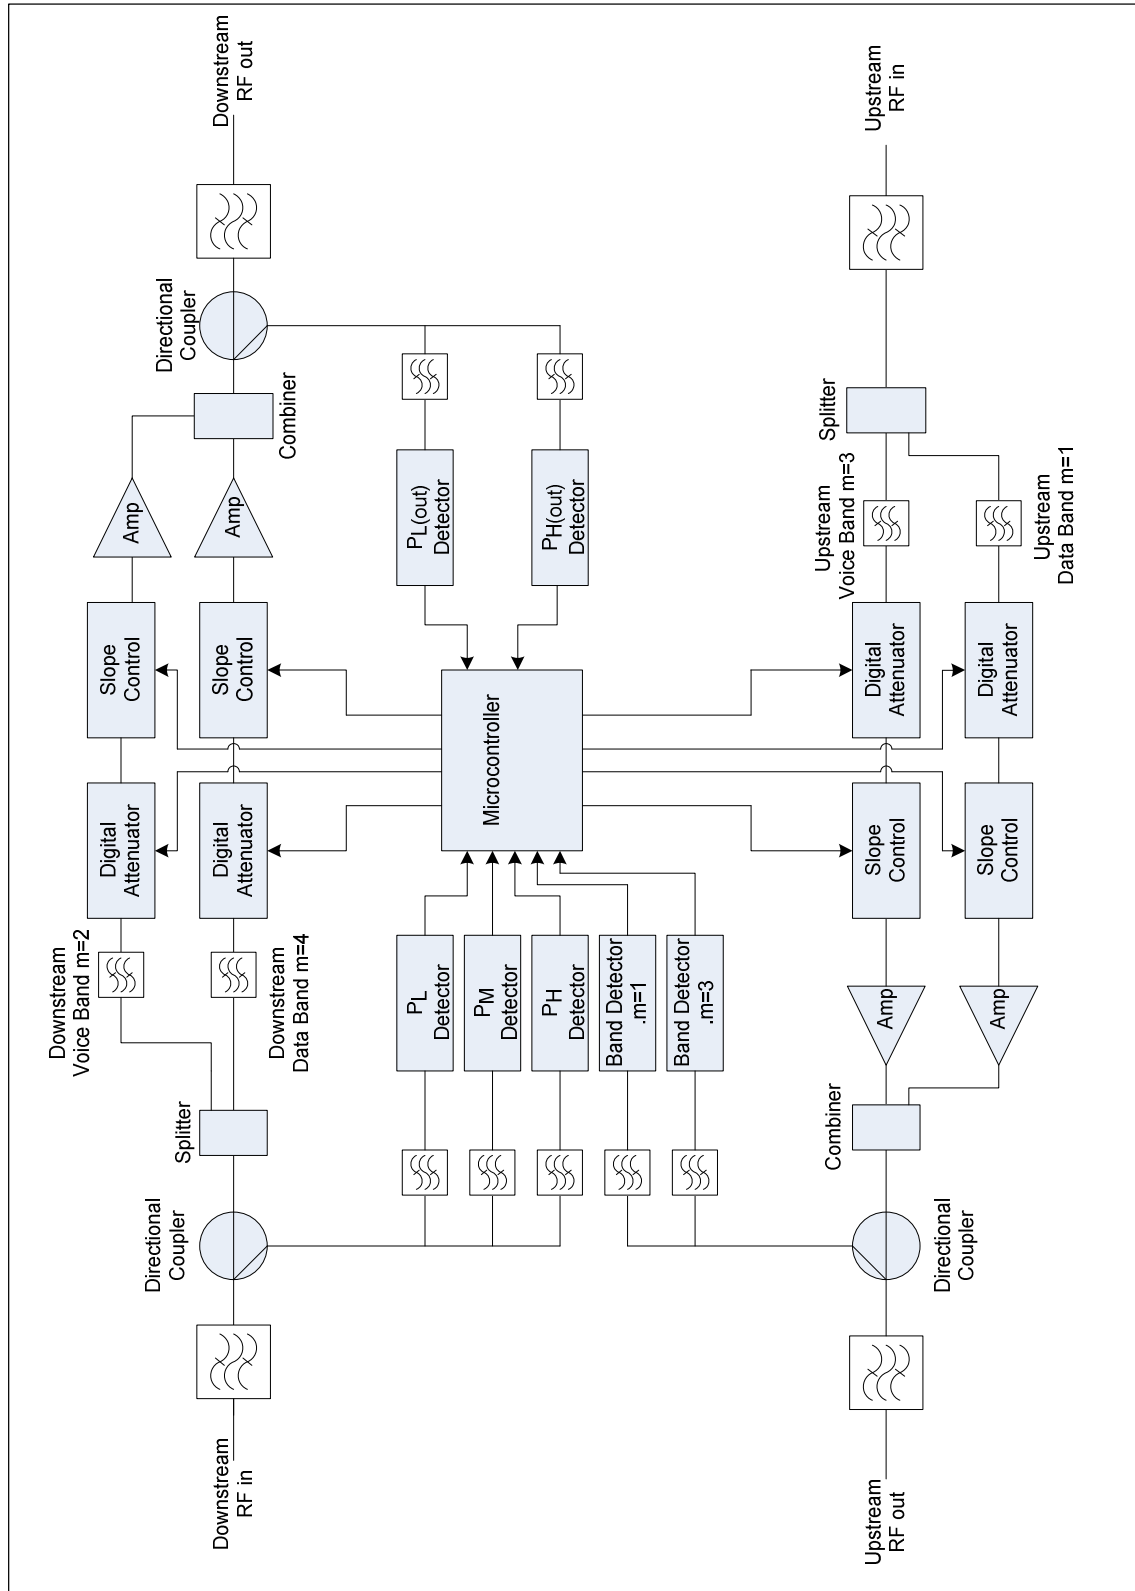 Downstream
RF in
Directional
Coupler
Splitter
Downstream
Voice Band m=2
Downstream
Data Band m=4
Digital
Attenuator
Digital
Attenuator
Slope
Control
Slope
Control
Amp
Amp
Combiner
Directional
Coupler
Downstream
RF out
PL
Detector
PM
Detector
PH
Detector
Band Detector
.m=1
Band Detector
.m=3
Microcontroller
PL(out)
Detector
PH(out)
Detector
Upstream
RF out
Directional
Coupler
Combiner
Amp
Amp
Slope
Control
Slope
Control
Digital
Attenuator
Digital
Attenuator
Upstream
Voice Band m=3
Upstream
Data Band m=1
Splitter
Upstream
RF in